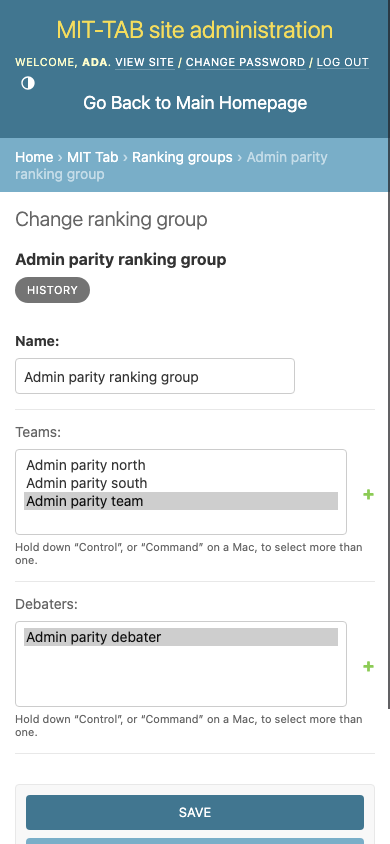 MIT-TAB site administration
WELCOME, ADA. VIEW SITE / CHANGE PASSWORD / LOG OUT
Go Back to Main Homepage
Home › MIT Tab › Ranking groups › Admin parity
ranking group
Change ranking group
Admin parity ranking group
HISTORY
Name:
Admin parity ranking group
Teams:
Admin parity north
Admin parity south
Admin parity team
Hold down “Control”, or “Command” on a Mac, to select more than
one.
Debaters:
Admin parity debater
Hold down “Control”, or “Command” on a Mac, to select more than
one.
SAVE